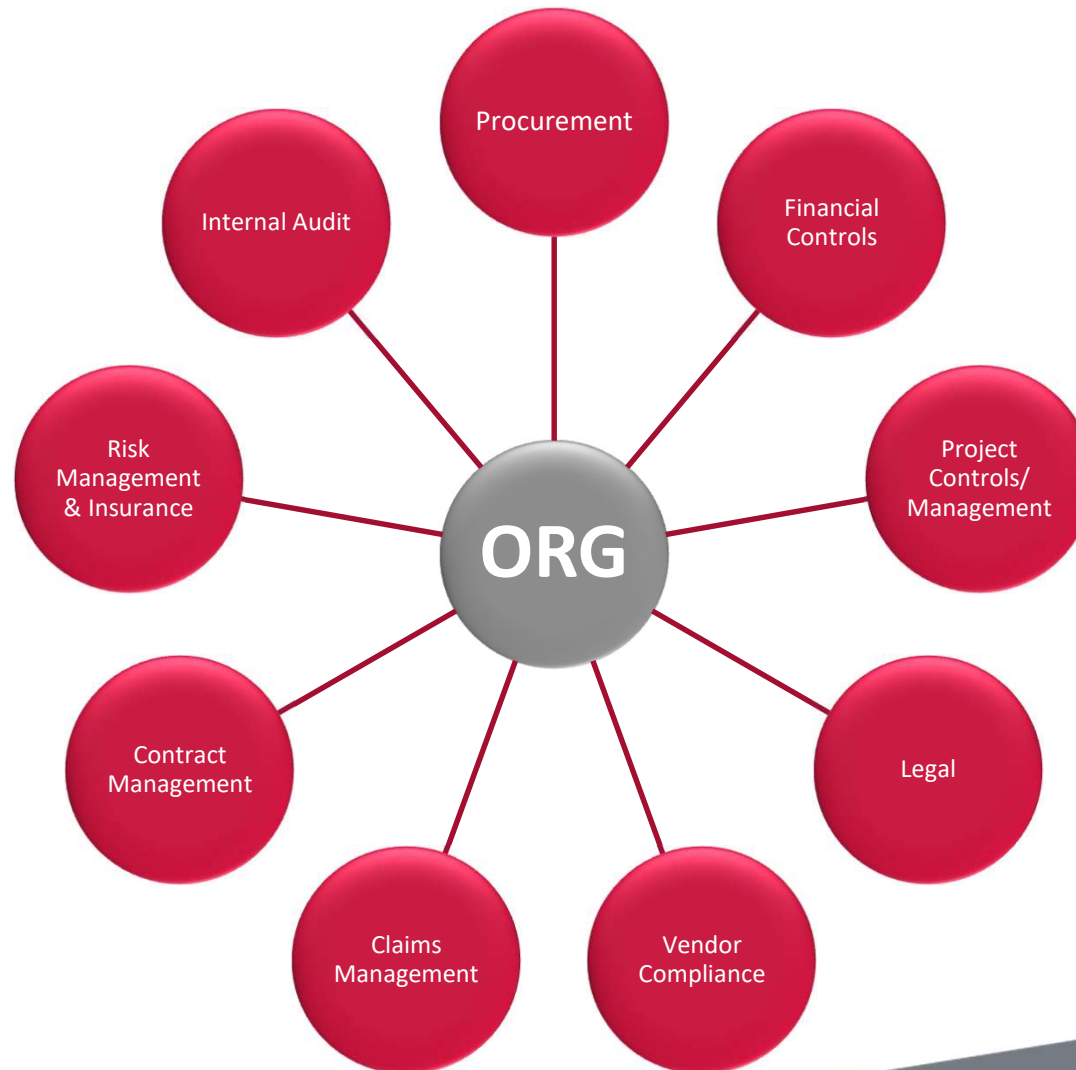 Procurement
Financial
Controls
Internal Audit
Project
Controls/
Management
Risk
Management
& Insurance
ORG
Legal
Contract
Management
Vendor
Compliance
Claims
Management